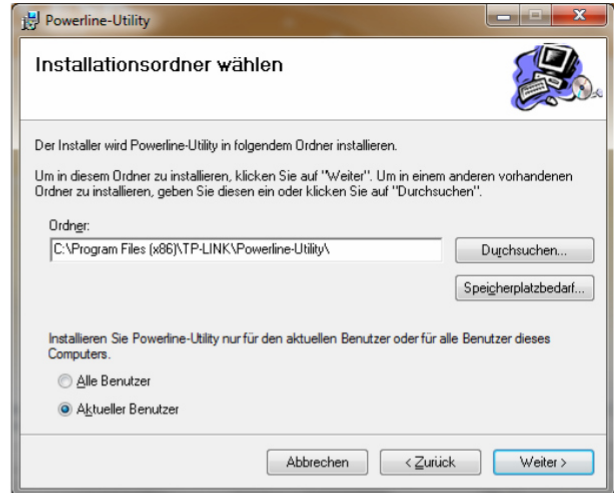 Powerline-Utility
Installationsordner wählen
Der Installer wird Powerline-Utility in folgendem Ordner installieren.
Um in diesem Ordner zu installieren, klicken Sie auf "Weiter". Um in einem anderen vorhandenen
Ordner zu installieren, geben Sie diesen ein oder klicken Sie auf "Durchsuchen".
Ordner:
C:\Program Files (x86)\TP-LINK\Powerline-Utility\
Durchsuchen...
Speicherplatzbedarf...
Installieren Sie Powerline-Utility nur für den aktuellen Benutzer oder für alle Benutzer dieses
Computers.
Alle Benutzer
Aktueller Benutzer
Abbrechen
< Zurück
Weiter >